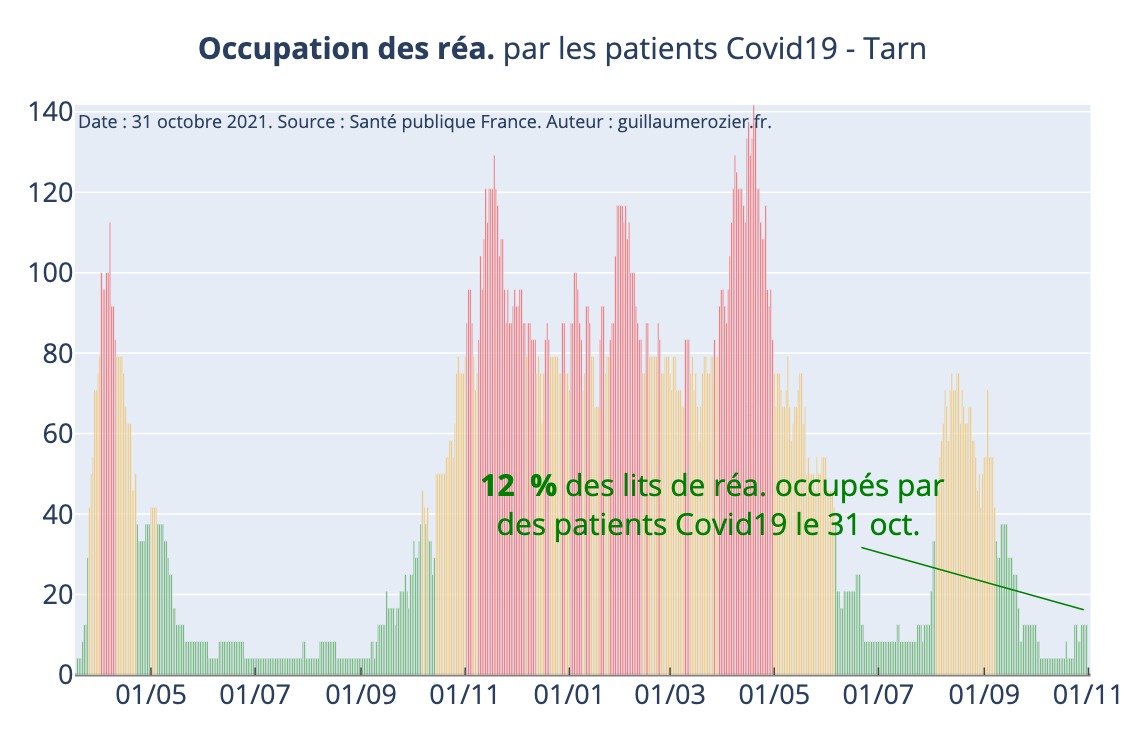 Occupation des réa. par les patients Covid19 - Tarn
140
Date : 31 octobre 2021. Source : Santé publique France. Auteur : guillaumerozier.fr.
120
100
80
60
12 % des lits de réa. occupés par
des patients Covid19 le 31 oct.
40
20
0
01/05 01/07 01/09 01/11 01/01 01/03 01/05 01/07 01/09 01/11